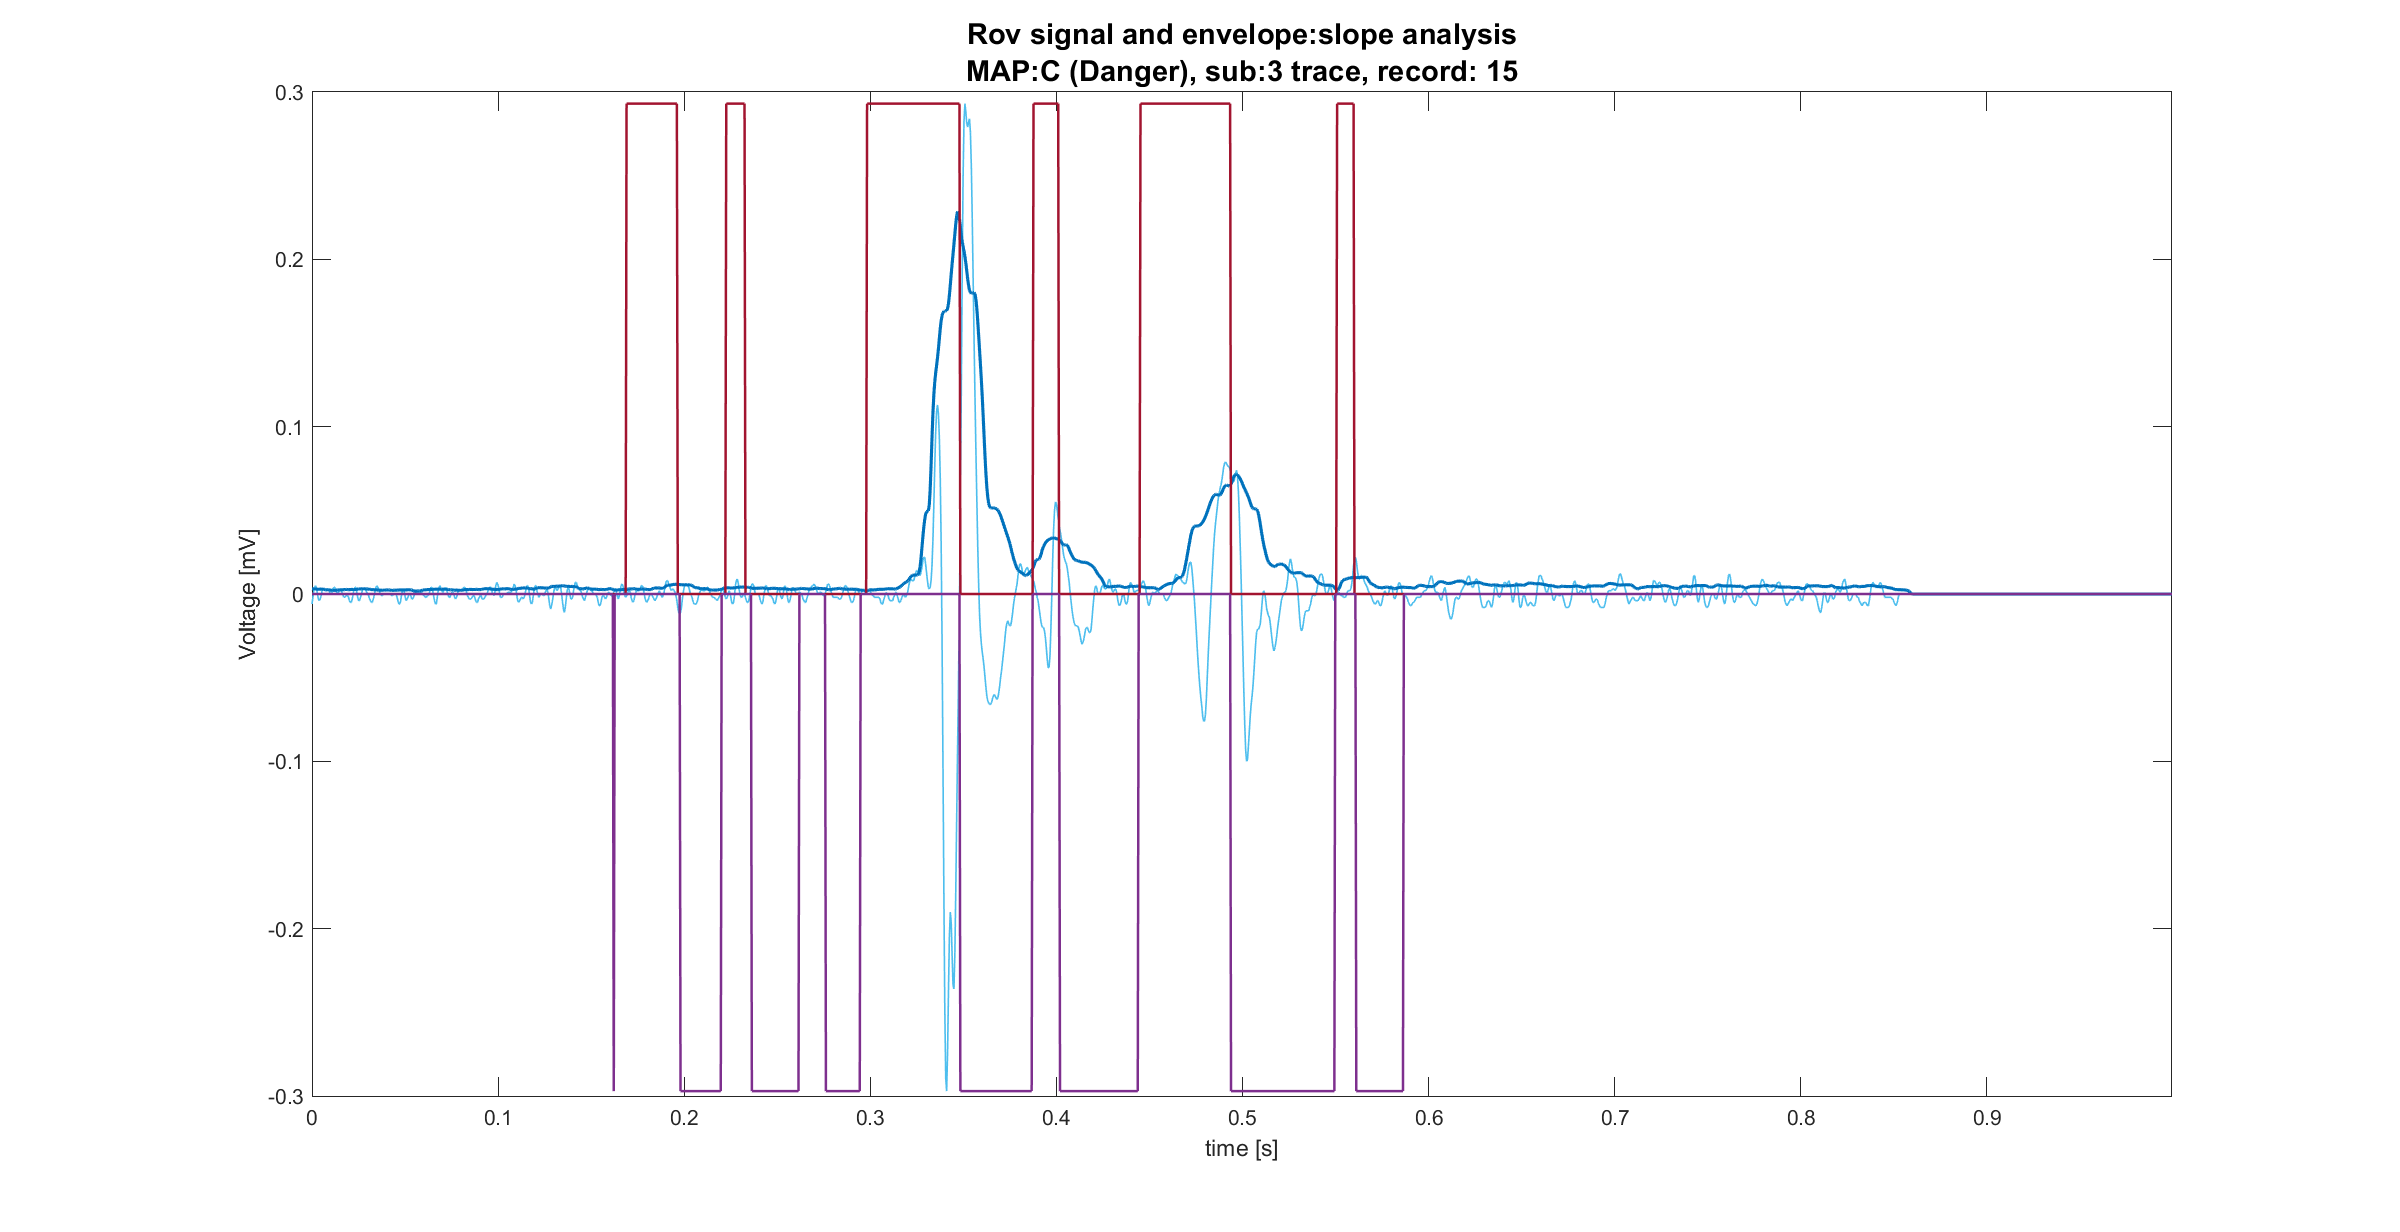 Rov signal and envelope:slope analysis
MAP:C (Danger), sub:3 trace, record: 15
0.3
0.2
0.1
0
-0.1
-0.2
-0.3
Voltage [mV]
0 0.1 0.2 0.3 0.4 0.5 0.6 0.7 0.8 0.9
time [s]